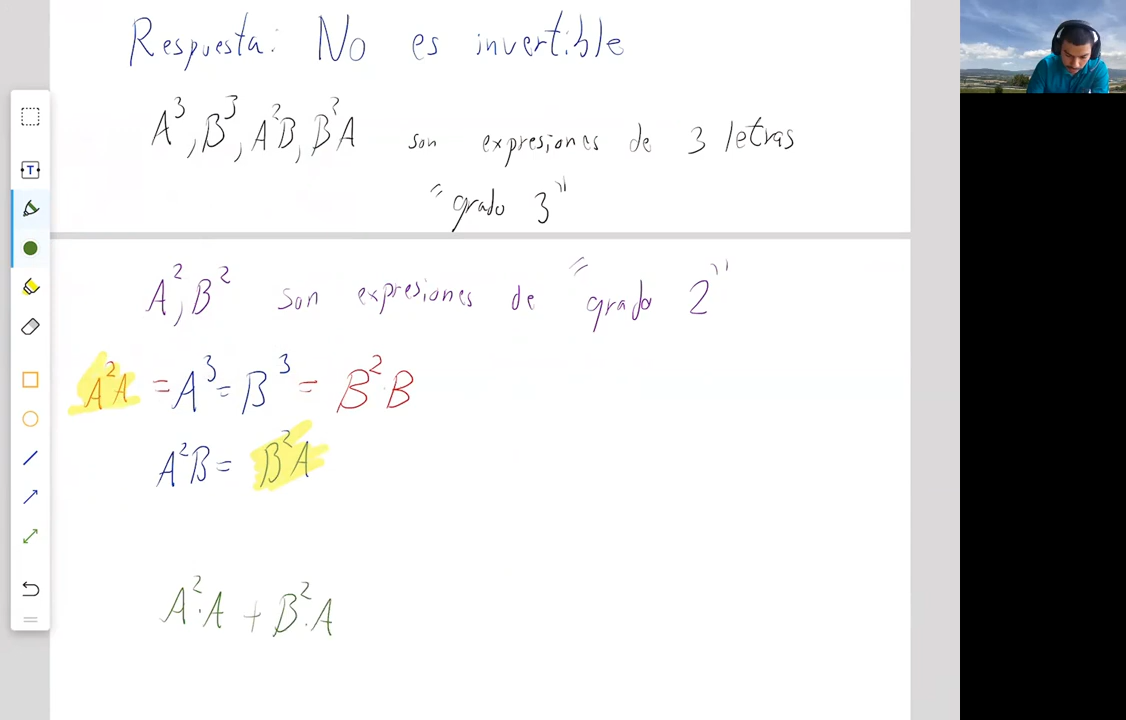 Respuesta: No es invertible
A³, B³, A²B, B²A son expresiones de 3 letras
"grado 3"
A², B² son expresiones de "grado 2"
A²A = A³ = B³ = B²·B
A²B = B²A
A²·A + B²·A